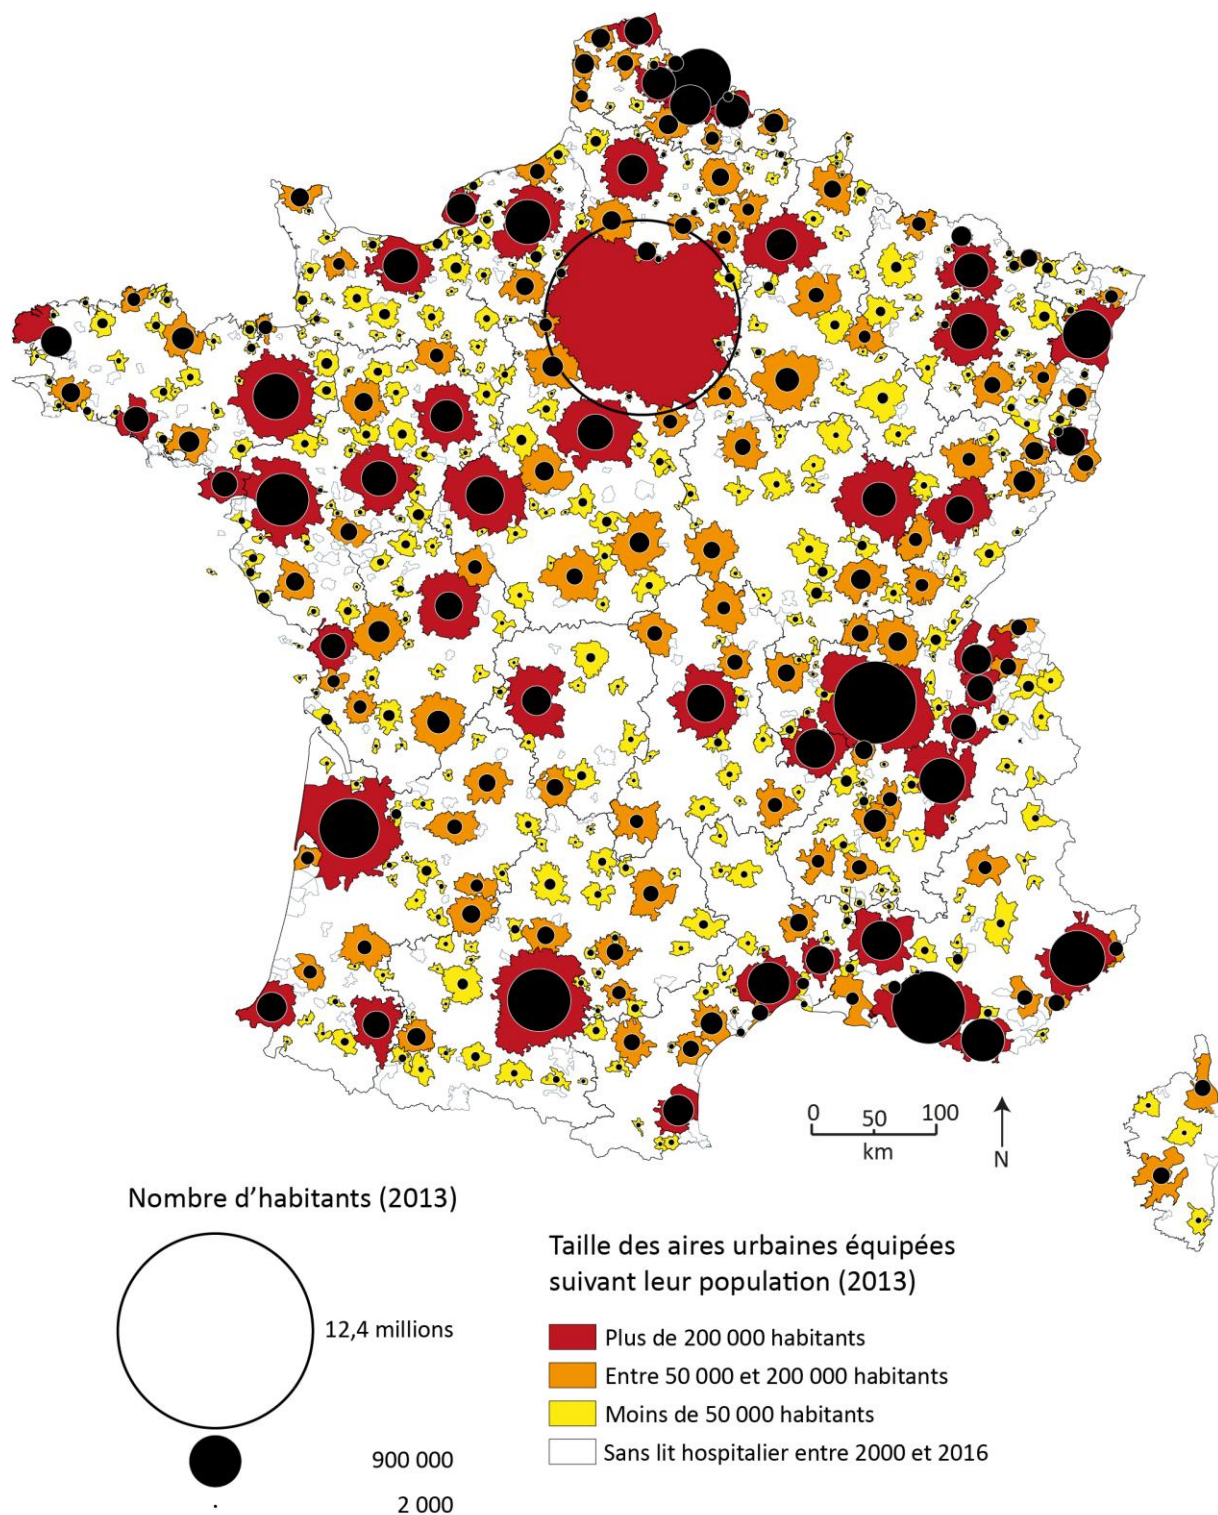 0 50 100
km
N
Nombre d’habitants (2013)
12,4 millions
900 000
2 000
Taille des aires urbaines équipées
suivant leur population (2013)
Plus de 200 000 habitants
Entre 50 000 et 200 000 habitants
Moins de 50 000 habitants
Sans lit hospitalier entre 2000 et 2016